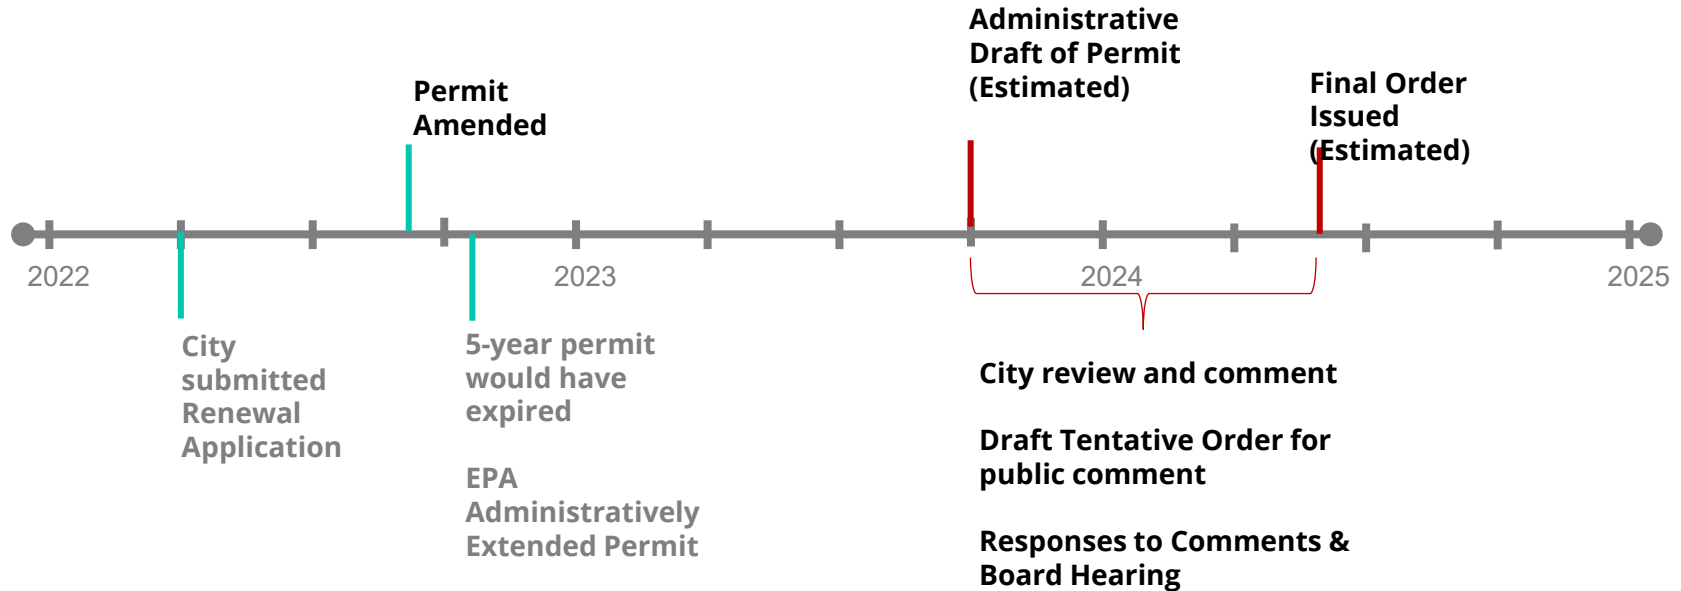 Administrative
Draft of Permit
(Estimated)
Permit
Amended
Final Order
Issued
(Estimated)
2022
2023
2024
2025
City
submitted
Renewal
Application
5-year permit
would have
expired
EPA
Administratively
Extended Permit
City review and comment
Draft Tentative Order for
public comment
Responses to Comments &
Board Hearing